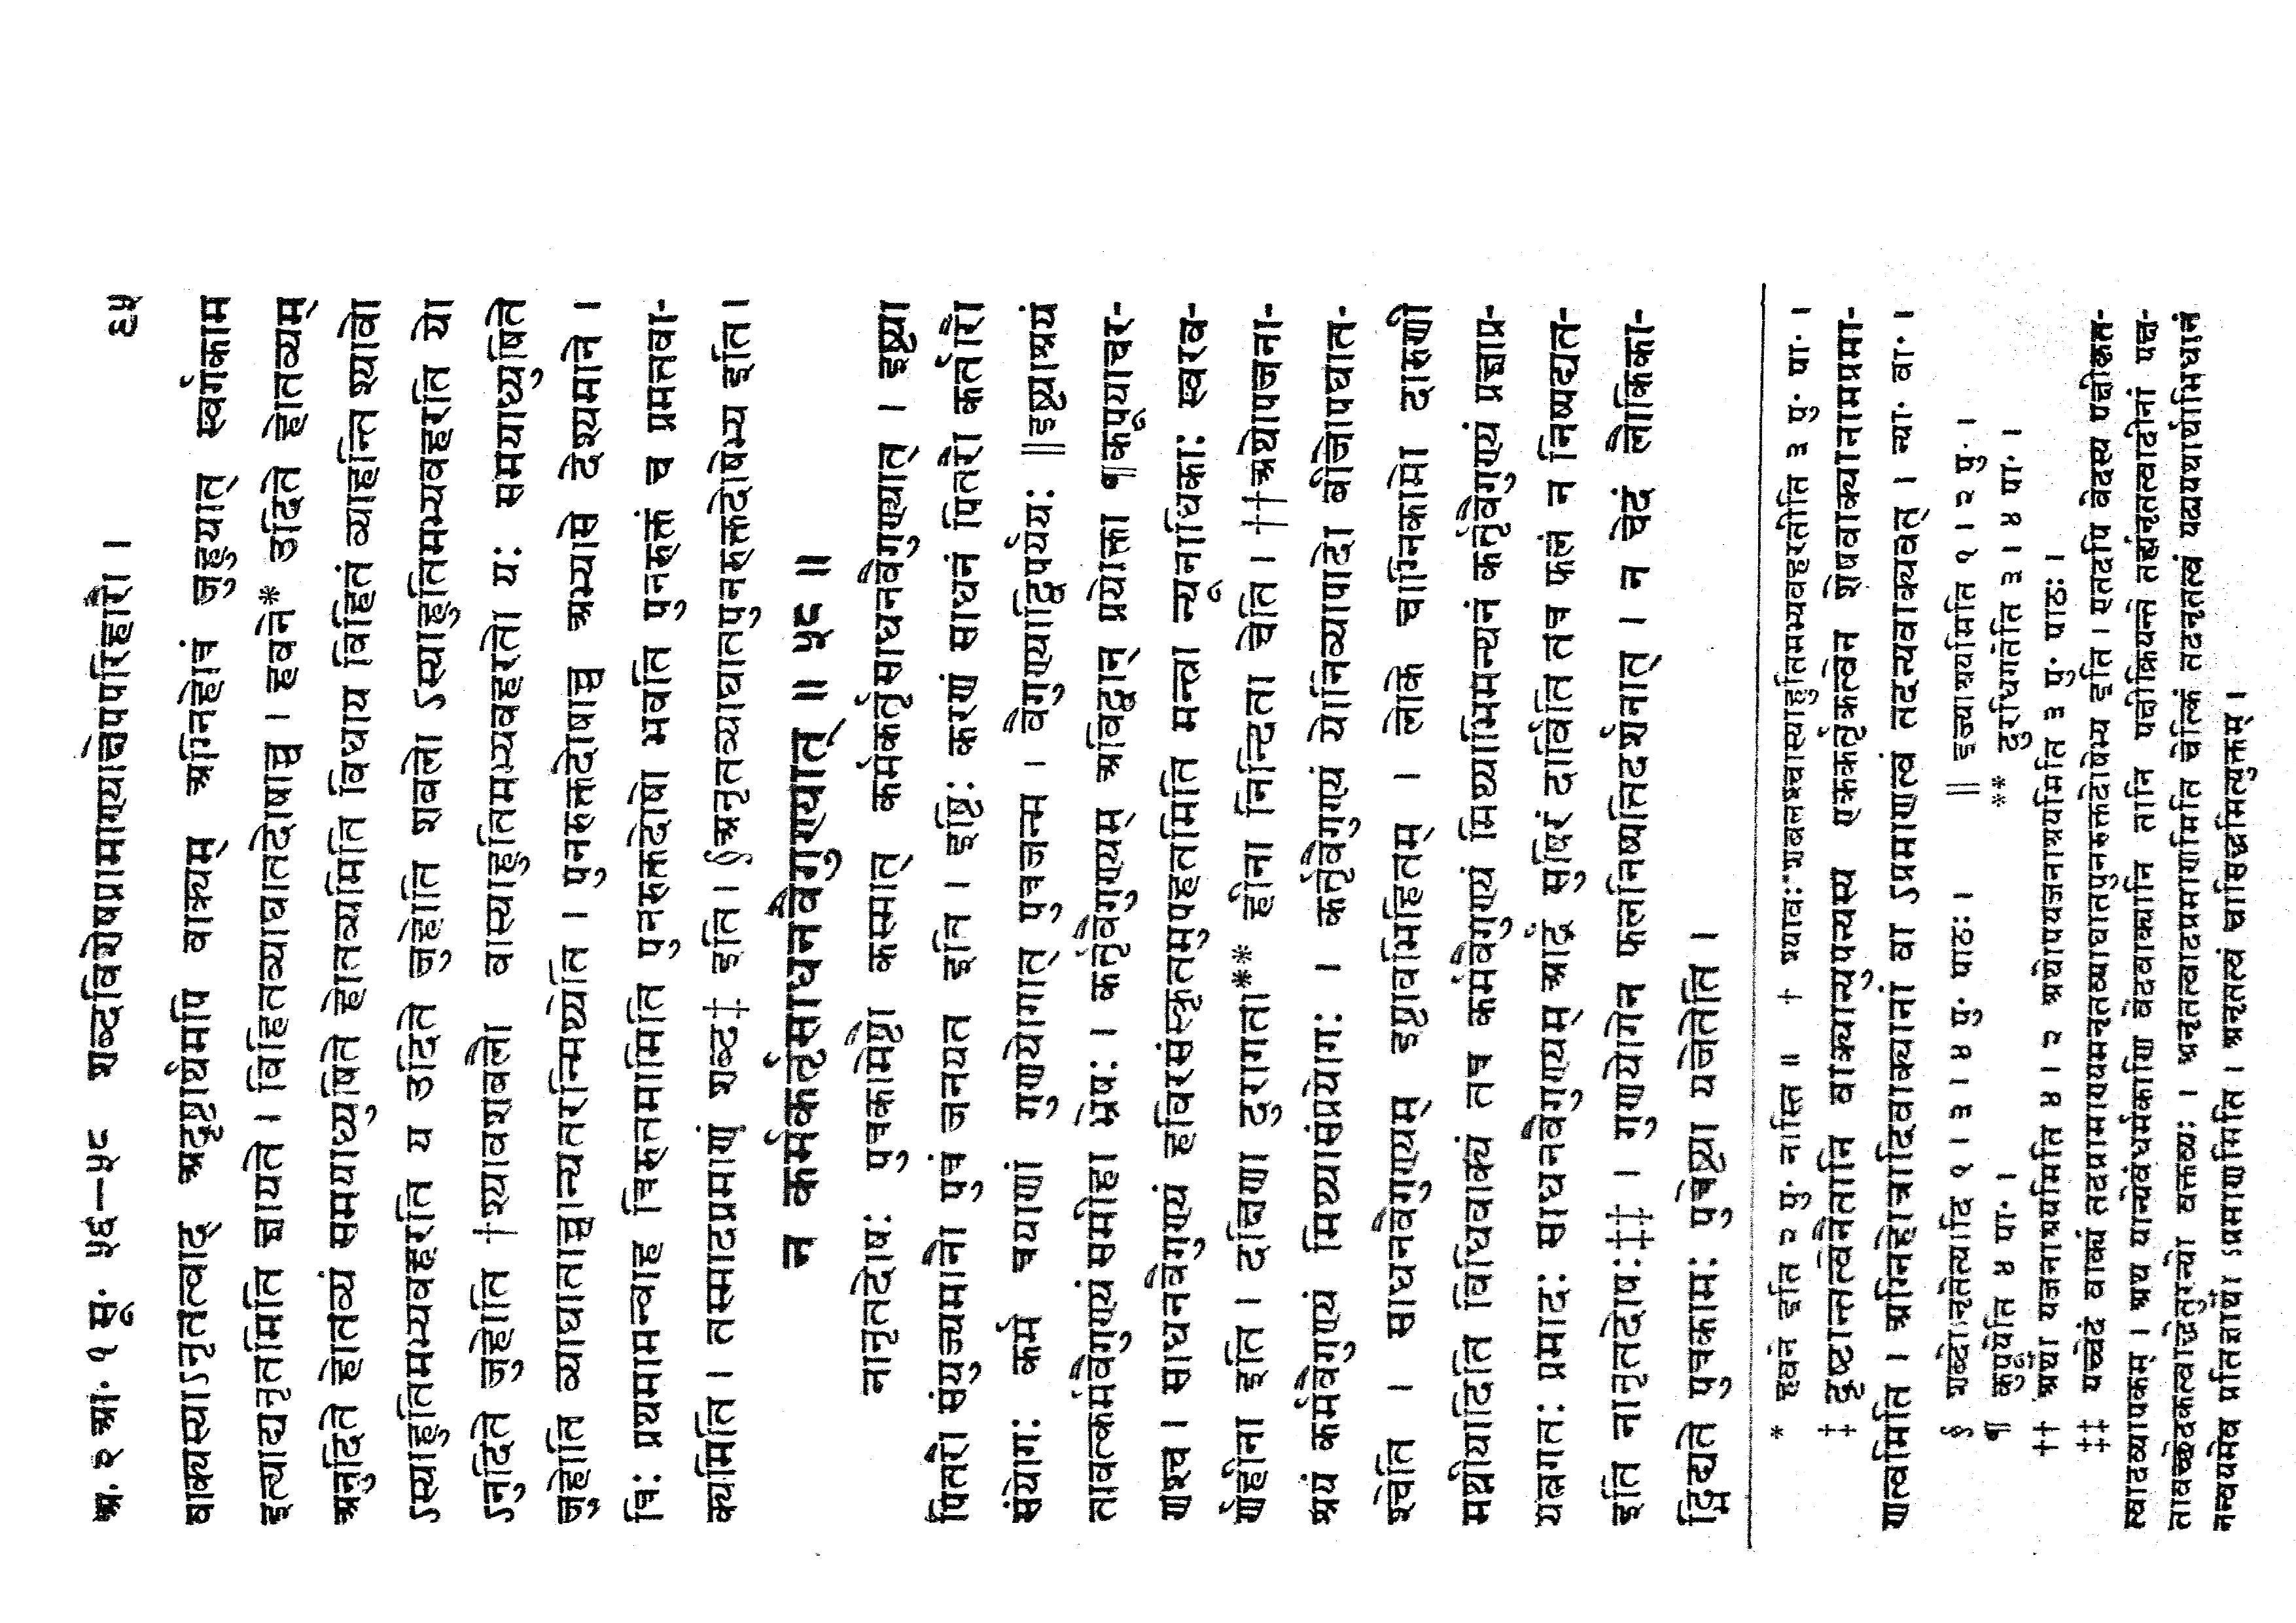 अ. २ आ. १ सू. ५६—५८ शब्दविशेषप्रामाण्याक्षेपपरिहारौ । ६५
वाक्यस्याऽनृतत्वाद् अदृष्टार्थमपि वाक्यम् अग्निहोत्रं जुहुयात् स्वर्गकाम
इत्याद्यनृतमिति ज्ञायते । विहितव्याघातदोषाच्च । हवने* उदिते होतव्यम्
अनुदिते होतव्यं समयाध्युषिते होतव्यमिति विधाय विहितं व्याहन्ति श्यावो
ऽस्याहुतिमभ्यवहरति य उदिते जुहोति शबलो ऽस्याहुतिमभ्यवहरति यो
ऽनुदिते जुहोति †श्यावशबलौ वास्याहुतिमभ्यवहरतो यः समयाध्युषिते
जुहोति व्याघाताच्चान्यतरन्मिथ्येति । पुनरुक्तदोषाच्च अभ्यासे देश्यमाने ।
त्रिः प्रथमामन्वाह त्रिरुत्तमामिति पुनरुक्तदोषो भवति पुनरुक्तं च प्रमत्तवा-
क्यमिति । तस्मादप्रमाणं शब्द‡ इति । §अनृतव्याघातपुनरुक्तदोषेभ्य इति ।
न कर्मकर्तृसाधनवैगुण्यात् ॥ ५८ ॥
नानृतदोषः पुत्रकामेष्टौ कस्मात् कर्मकर्तृसाधनवैगुण्यात् । इष्ट्या
पितरौ संयुज्यमानौ पुत्रं जनयत इति । इष्टिः करणं साधनं पितरौ कर्तारौ
संयोगः कर्म त्रयाणां गुणयोगात् पुत्रजन्म । वैगुण्याद्विपर्ययः ‖इष्ट्याश्रयं
तावत्कर्मवैगुण्यं समीहा भ्रेषः । कर्तृवैगुण्यम् अविद्वान् प्रयोक्ता ¶कपूयाचर-
णश्च । साधनवैगुण्यं हविरसंस्कृतमुपहतमिति मन्त्रा न्यूनाधिकाः स्वरव-
र्णहीना इति । दक्षिणा दुरागता** हीना निन्दिता चेति । ††अथोपजना-
श्रयं कर्मवैगुण्यं मिथ्यासंप्रयोगः । कर्तृवैगुण्यं योनिव्यापादो बीजोपघात-
श्चेति । साधनवैगुण्यम् इष्टावभिहितम् । लोके चाग्निकामो दारुणी
मथ्नीयादिति विधिवाक्यं तत्र कर्मवैगुण्यं मिथ्याभिमन्थनं कर्तृवैगुण्यं प्रज्ञाप्र-
यत्नगतः प्रमादः साधनवैगुण्यम् आर्द्रं सुषिरं दार्विति तत्र फलं न निष्पद्यत-
इति नानृतदोषः‡‡ । गुणयोगेन फलनिष्पत्तिदर्शनात् । न चेदं लौकिका-
द्भिद्यते पुत्रकामः पुत्रेष्ट्या यजेतेति ।
* हवने इति २ पु. नास्ति ॥ † श्यावः शबलश्चास्याहुतिमभ्यवहरतीति ३ पु. पा. ।
‡ दृष्टान्तत्वेनैतानि वाक्यान्युपन्यस्य एककर्तृकत्वेन शेषवाक्यानामप्रमा-
णत्वमिति । अग्निहोत्रादिवाक्यानां वा ऽप्रमाणत्वं तदन्यवाक्यवत् । न्या. वा. ।
§ शब्दोनृतेत्यादि १ । ३ । ४ पु. पाठः । ‖ इज्याश्रयमिति १ । २ पु. ।
¶ कुपूयेति ४ पा. । ** दुरधिगतेति ३ । ४ पा. ।
†† अर्थो यजनाश्रयमिति ४ । २ अथोपयजनाश्रयमिति ३ पु. पाठः ।
‡‡ यच्चेदं वाक्यं तदप्रामाण्यमनृतव्याघातपुनरुक्तदोषेभ्य इति । एतदपि वेदस्य पक्षीकृत-
त्वादव्यापकम् । अथ यान्येवंधर्मकाणि वेदवाक्यानि तानि पक्षीक्रियन्ते तर्ह्यनृतत्वादीनां पक्ष-
तावच्छेदकत्वाद्धेतुरन्यो वक्तव्यः । अनृतत्वादप्रमाणमिति चेत्किं तदनृतत्वं यद्ययथार्थाभिधानं
नन्वयमेव प्रतिज्ञार्थो ऽप्रमाणमिति । अनृतत्वं चासिद्धमित्युक्तम् ।